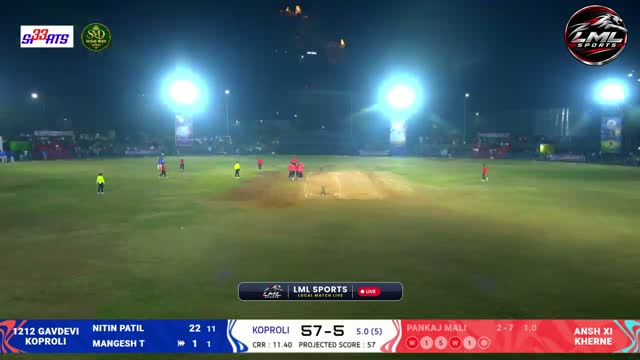 33
SPORTS
S&D
LML
SPORTS
LML SPORTS
LOCAL MATCH LIVE
LIVE
1212 GAVDEVI
KOPROLI
NITIN PATIL 22 11
MANGESH T 1 1
KOPROLI 57-5 5.0 (5)
CRR : 11.40 PROJECTED SCORE : 57
PANKAJ MALI 2 - 7 1.0
W 1 5 W 1
ANSH XI
KHERNE